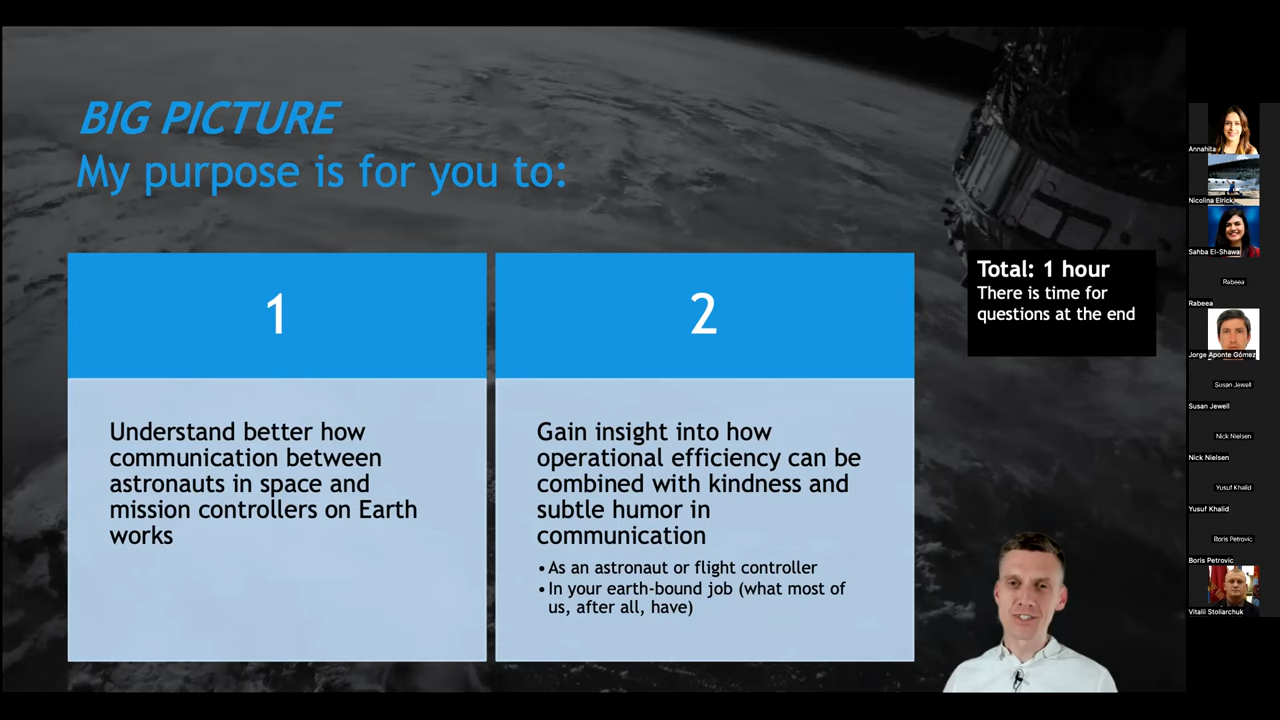 BIG PICTURE
My purpose is for you to:
1
Understand better how
communication between
astronauts in space and
mission controllers on Earth
works
2
Gain insight into how
operational efficiency can be
combined with kindness and
subtle humor in
communication
•As an astronaut or flight controller
•In your earth-bound job (what most of
us, after all, have)
Total: 1 hour
There is time for
questions at the end
Annahita
Nicolina Elrick
Sahba El-Shawa
Rabeea
Rabeea
Jorge Aponte Gómez
Susan Jewell
Susan Jewell
Nick Nielsen
Nick Nielsen
Yusuf Khalid
Yusuf Khalid
Boris Petrovic
Boris Petrovic
Vitalii Stoliarchuk